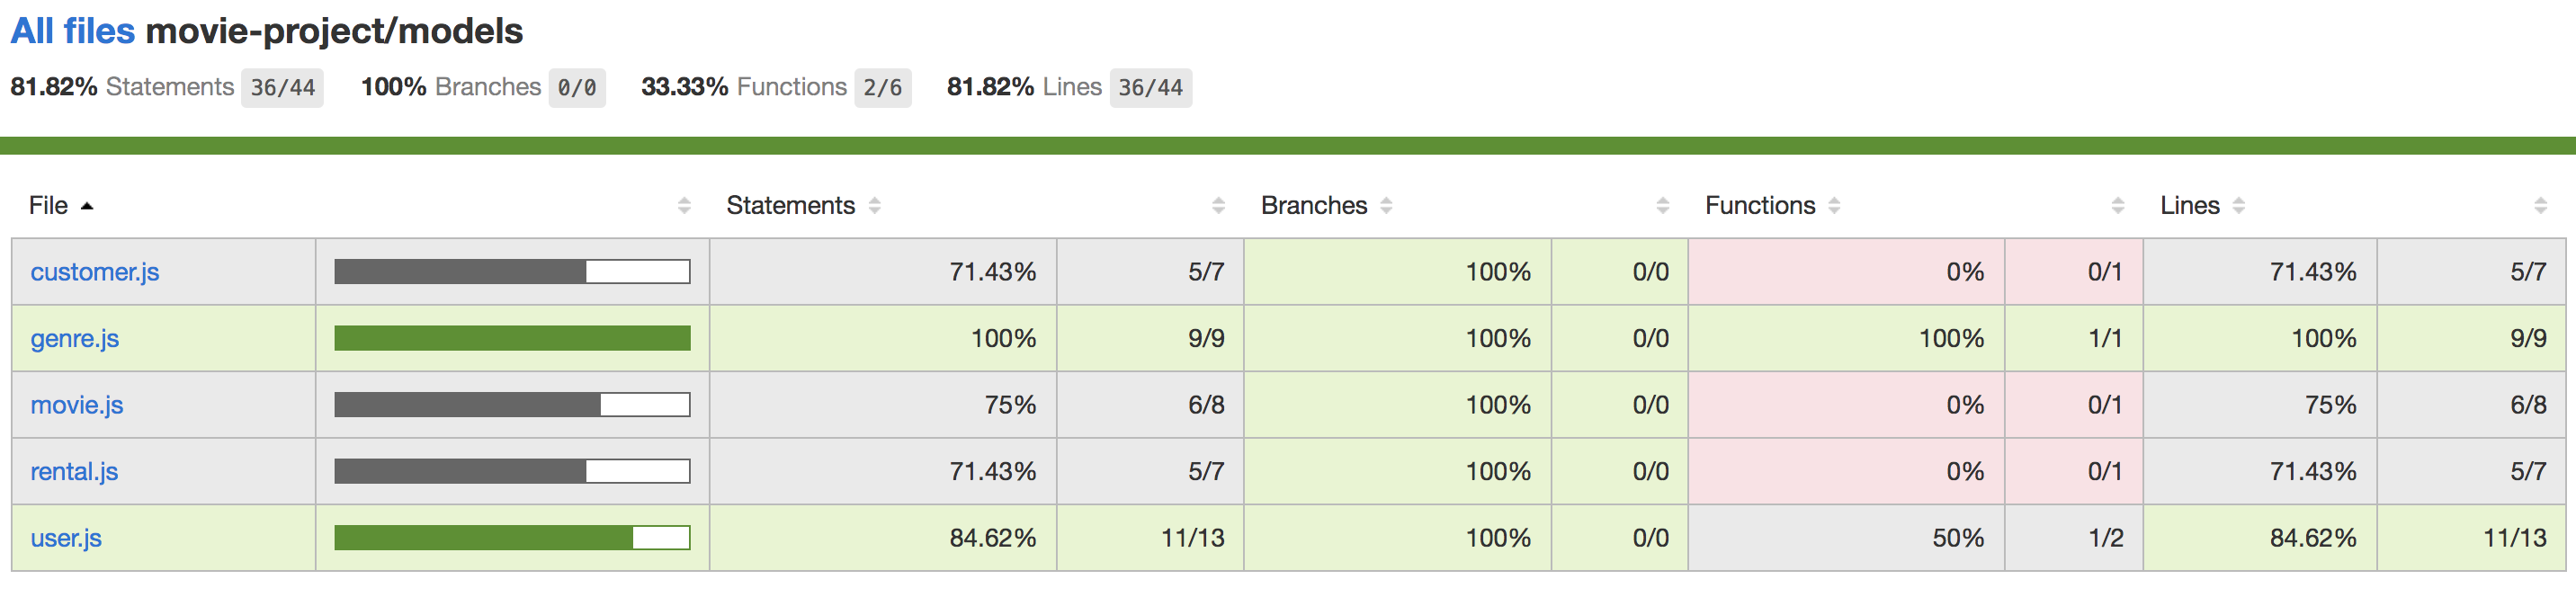 All files movie-project/models
81.82% Statements 36/44 100% Branches 0/0 33.33% Functions 2/6 81.82% Lines 36/44
File Statements Branches Functions Lines
customer.js 71.43% 5/7 100% 0/0 0% 0/1 71.43% 5/7
genre.js 100% 9/9 100% 0/0 100% 1/1 100% 9/9
movie.js 75% 6/8 100% 0/0 0% 0/1 75% 6/8
rental.js 71.43% 5/7 100% 0/0 0% 0/1 71.43% 5/7
user.js 84.62% 11/13 100% 0/0 50% 1/2 84.62% 11/13